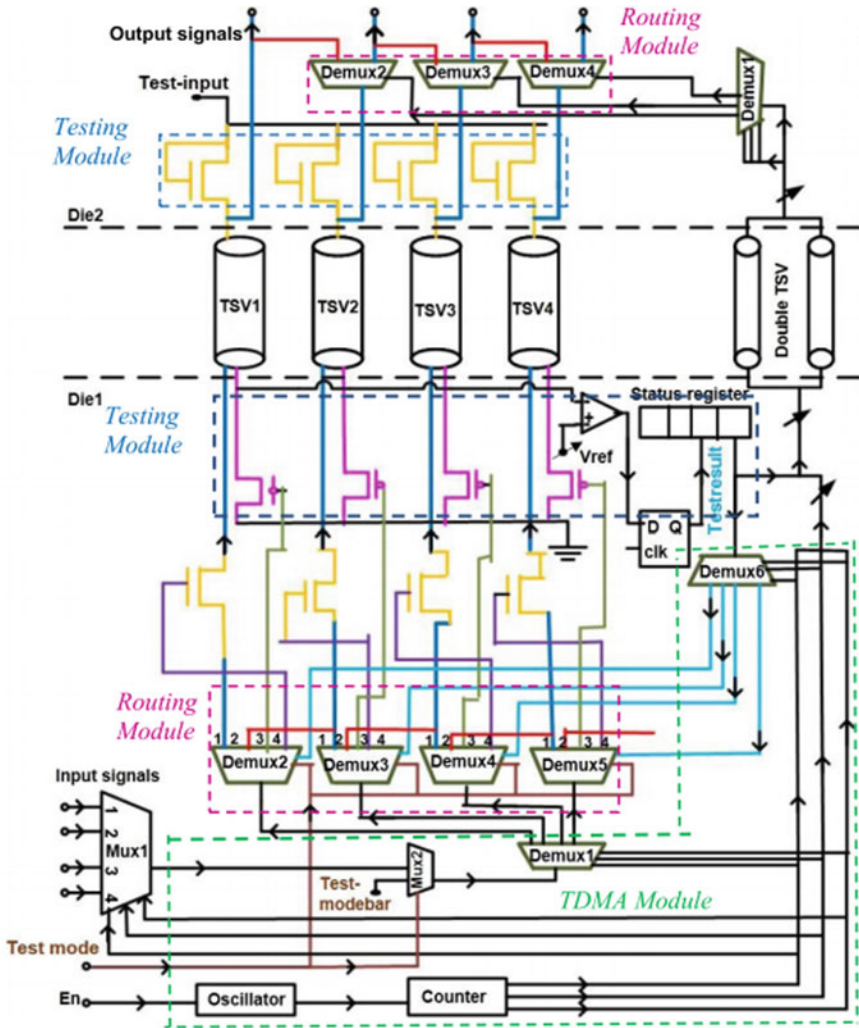 Output signals
Routing
Module
Demux2
Demux3
Demux4
Demux1
Test-input
Testing
Module
Die2
TSV1
TSV2
TSV3
TSV4
Double TSV
Die1
Testing
Module
Status register
Vref
Testresult
D Q
clk
Demux6
Routing
Module
1 2 3 4
1 2 3 4
1 2 3 4
1 2 3 4
Demux2
Demux3
Demux4
Demux5
Input signals
1
2
3
4
Mux1
Mux2
Demux1
Test-
modebar
TDMA Module
Test mode
En
Oscillator
Counter